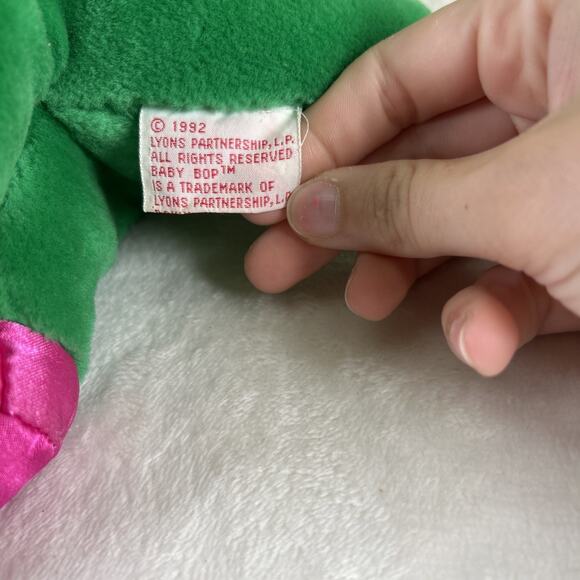 © 1992
LYONS PARTNERSHIP, L.P.
ALL RIGHTS RESERVED
BABY BOP™
IS A TRADEMARK OF
LYONS PARTNERSHIP, L.P.